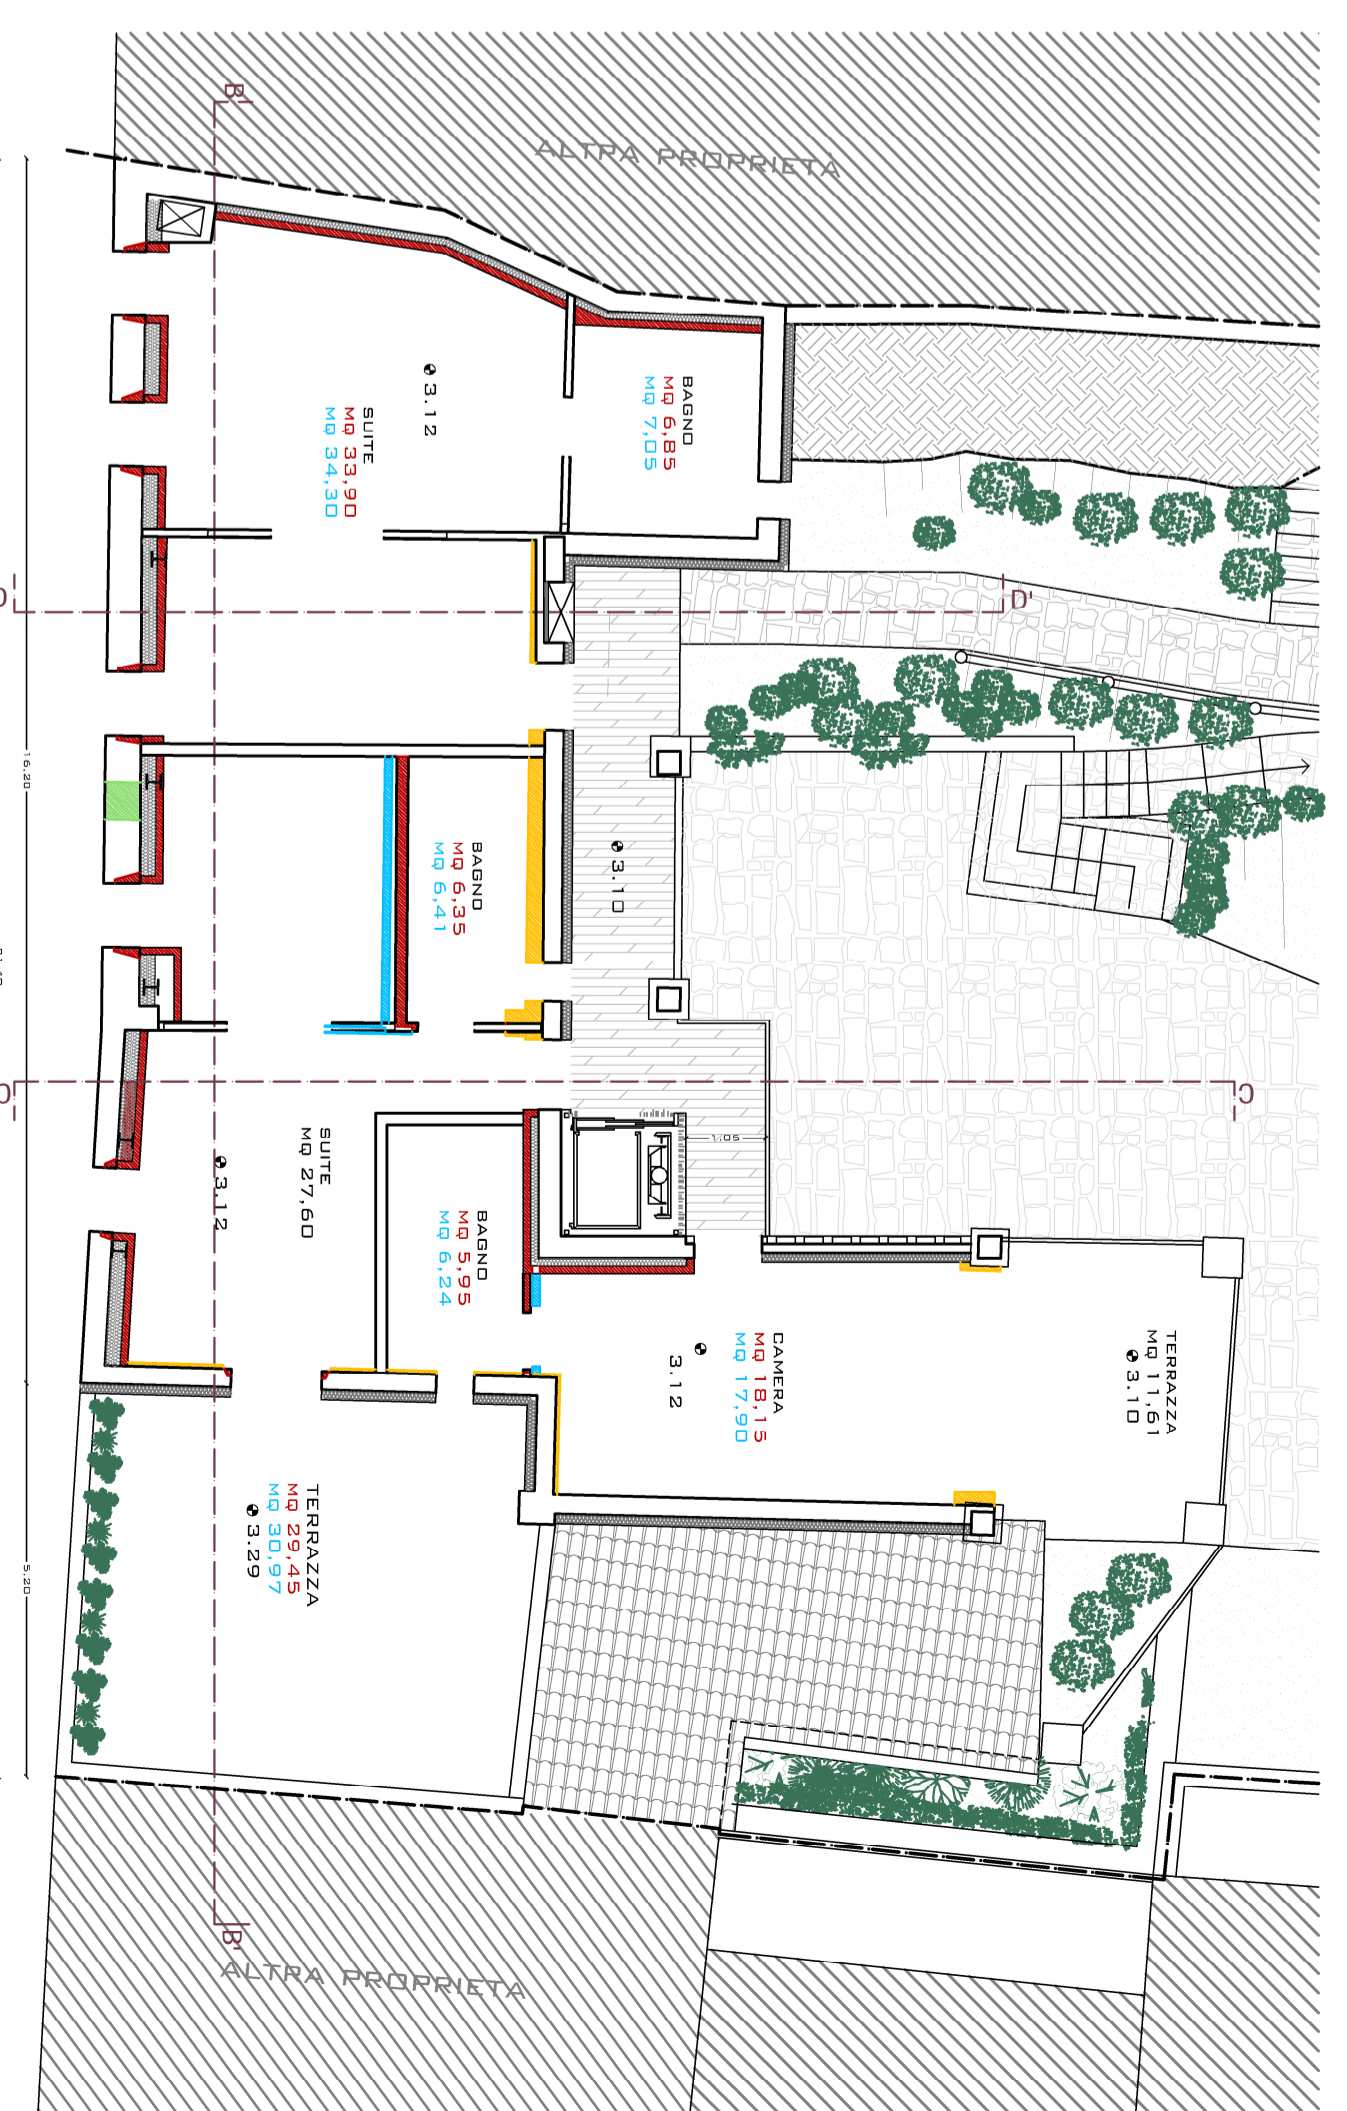 ALTRA PROPRIETA
B'
3.12
SUITE
MQ 33,90
MQ 34,30
BAGNO
MQ 6,85
MQ 7,05
D'
16.20
BAGNO
MQ 6,35
MQ 6,41
3.10
1.05
SUITE
MQ 27,60
3.12
BAGNO
MQ 5,95
MQ 6,24
CAMERA
MQ 18,15
MQ 17,90
3.12
TERRAZZA
MQ 11,61
3.10
TERRAZZA
MQ 29,45
MQ 30,97
3.29
5.20
B'
ALTRA PROPRIETA